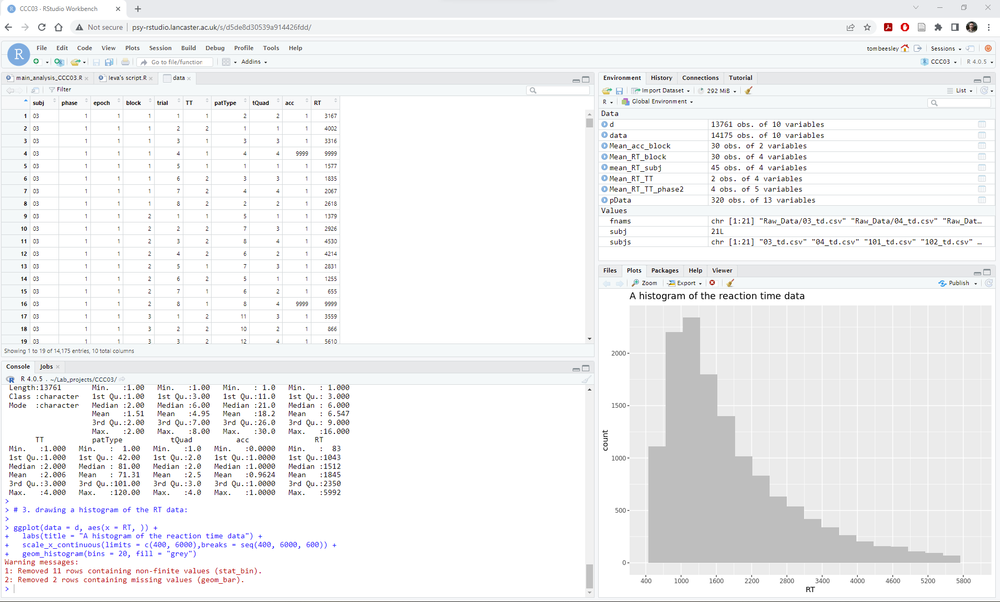 CCC03 - RStudio Workbench
Not secure psy-rstudio.lancaster.ac.uk/s/d5de8d30539a914426fdd/
R File Edit Code View Plots Session Build Debug Profile Tools Help
tombeesley Sessions
Go to file/function Addins
CCC03 R 4.0.5
main_analysis_CCC03.R Ieva's script.R data
Filter
subj phase epoch block trial TT patType tQuad acc RT
1 03 1 1 1 1 1 2 2 1 3167
2 03 1 1 1 2 2 1 1 1 4002
3 03 1 1 1 3 1 3 3 1 3316
4 03 1 1 1 4 1 4 4 9999 9999
5 03 1 1 1 5 1 1 1 1 1577
6 03 1 1 1 6 2 3 3 1 1835
7 03 1 1 1 7 2 4 4 1 2067
8 03 1 1 1 8 2 2 2 1 2618
9 03 1 1 2 1 1 5 1 1 1379
10 03 1 1 2 2 2 7 3 1 2926
11 03 1 1 2 3 2 8 4 1 4530
12 03 1 1 2 4 2 6 2 1 4214
13 03 1 1 2 5 1 7 3 1 2831
14 03 1 1 2 6 2 5 1 1 1255
15 03 1 1 2 7 1 6 2 1 655
16 03 1 1 2 8 1 8 4 9999 9999
17 03 1 1 3 1 2 11 3 1 3559
18 03 1 1 3 2 2 10 2 1 866
19 03 1 1 3 3 2 12 4 1 5610
Showing 1 to 19 of 14,175 entries, 10 total columns
Console Jobs
R 4.0.5 . ~/Lab_projects/CCC03/
Length:13761 Min. :1.00 Min. :1.00 Min. : 1.0 Min. : 1.000
Class :character 1st Qu.:1.00 1st Qu.:3.00 1st Qu.:11.0 1st Qu.: 3.000
Mode :character Median :2.00 Median :6.00 Median :21.0 Median : 6.000
Mean :1.51 Mean :4.95 Mean :18.2 Mean : 6.547
3rd Qu.:2.00 3rd Qu.:7.00 3rd Qu.:26.0 3rd Qu.: 9.000
Max. :2.00 Max. :8.00 Max. :30.0 Max. :16.000
TT patType tQuad acc RT
Min. :1.000 Min. : 1.00 Min. :1.0 Min. :0.0000 Min. : 83
1st Qu.:1.000 1st Qu.: 42.00 1st Qu.:2.0 1st Qu.:1.0000 1st Qu.:1043
Median :2.000 Median : 81.00 Median :2.0 Median :1.0000 Median :1512
Mean :2.006 Mean : 71.31 Mean :2.5 Mean :0.9624 Mean :1845
3rd Qu.:3.000 3rd Qu.:101.00 3rd Qu.:3.0 3rd Qu.:1.0000 3rd Qu.:2350
Max. :4.000 Max. :120.00 Max. :4.0 Max. :1.0000 Max. :5992
>
> # 3. drawing a histogram of the RT data:
>
> ggplot(data = d, aes(x = RT, )) +
+ labs(title = "A histogram of the reaction time data") +
+ scale_x_continuous(limits = c(400, 6000),breaks = seq(400, 6000, 600)) +
+ geom_histogram(bins = 20, fill = "grey")
Warning messages:
1: Removed 11 rows containing non-finite values (stat_bin).
2: Removed 2 rows containing missing values (geom_bar).
>
Environment History Connections Tutorial
Import Dataset 292 MiB List
R Global Environment
Data
d 13761 obs. of 10 variables
data 14175 obs. of 10 variables
Mean_acc_block 30 obs. of 2 variables
Mean_RT_block 30 obs. of 4 variables
mean_RT_subj 45 obs. of 4 variables
Mean_RT_TT 2 obs. of 4 variables
Mean_RT_TT_phase2 4 obs. of 5 variables
pData 320 obs. of 13 variables
Values
fnams chr [1:21] "Raw_Data/03_td.csv" "Raw_Data/04_td.csv" "Raw_Dat…
subj 21L
subjs chr [1:21] "03_td.csv" "04_td.csv" "101_td.csv" "102_td.csv" …
Files Plots Packages Help Viewer
Zoom Export Publish
A histogram of the reaction time data
2000
1500
1000
500
0
count
400 1000 1600 2200 2800 3400 4000 4600 5200 5800
RT